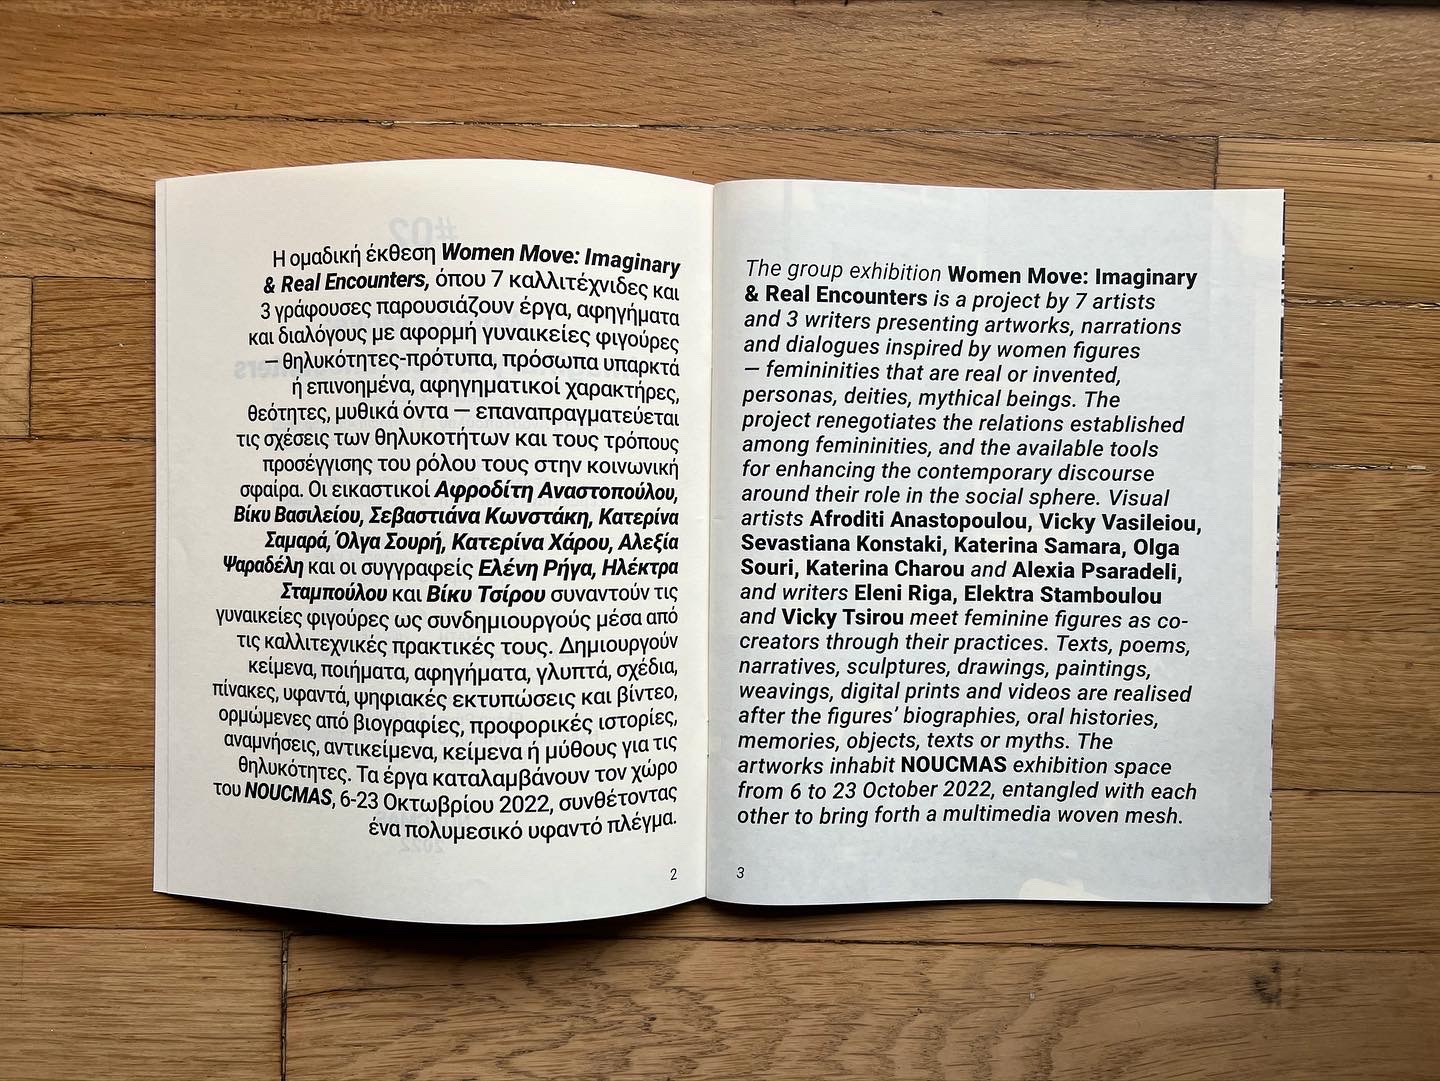 Η ομαδική έκθεση Women Move: Imaginary
& Real Encounters, όπου 7 καλλιτέχνιδες και
3 γράφουσες παρουσιάζουν έργα, αφηγήματα
και διαλόγους με αφορμή γυναικείες φιγούρες
— θηλυκότητες-πρότυπα, πρόσωπα υπαρκτά
ή επινοημένα, αφηγηματικοί χαρακτήρες,
θεότητες, μυθικά όντα — επαναπραγματεύεται
τις σχέσεις των θηλυκοτήτων και τους τρόπους
προσέγγισης του ρόλου τους στην κοινωνική
σφαίρα. Οι εικαστικοί Αφροδίτη Αναστοπούλου,
Βίκυ Βασιλείου, Σεβαστιάνα Κωνστάκη, Κατερίνα
Σαμαρά, Όλγα Σουρή, Κατερίνα Χάρου, Αλεξία
Ψαραδέλη και οι συγγραφείς Ελένη Ρήγα, Ηλέκτρα
Σταμπούλου και Βίκυ Τσίρου συναντούν τις
γυναικείες φιγούρες ως συνδημιουργούς μέσα από
τις καλλιτεχνικές πρακτικές τους. Δημιουργούν
κείμενα, ποιήματα, αφηγήματα, γλυπτά, σχέδια,
πίνακες, υφαντά, ψηφιακές εκτυπώσεις και βίντεο,
ορμώμενες από βιογραφίες, προφορικές ιστορίες,
αναμνήσεις, αντικείμενα, κείμενα ή μύθους για τις
θηλυκότητες. Τα έργα καταλαμβάνουν τον χώρο
του NOUCMAS, 6-23 Οκτωβρίου 2022, συνθέτοντας
ένα πολυμεσικό υφαντό πλέγμα.
2
The group exhibition Women Move: Imaginary
& Real Encounters is a project by 7 artists
and 3 writers presenting artworks, narrations
and dialogues inspired by women figures
— femininities that are real or invented,
personas, deities, mythical beings. The
project renegotiates the relations established
among femininities, and the available tools
for enhancing the contemporary discourse
around their role in the social sphere. Visual
artists Afroditi Anastopoulou, Vicky Vasileiou,
Sevastiana Konstaki, Katerina Samara, Olga
Souri, Katerina Charou and Alexia Psaradeli,
and writers Eleni Riga, Elektra Stamboulou
and Vicky Tsirou meet feminine figures as co-
creators through their practices. Texts, poems,
narratives, sculptures, drawings, paintings,
weavings, digital prints and videos are realised
after the figures' biographies, oral histories,
memories, objects, texts or myths. The
artworks inhabit NOUCMAS exhibition space
from 6 to 23 October 2022, entangled with each
other to bring forth a multimedia woven mesh.
3